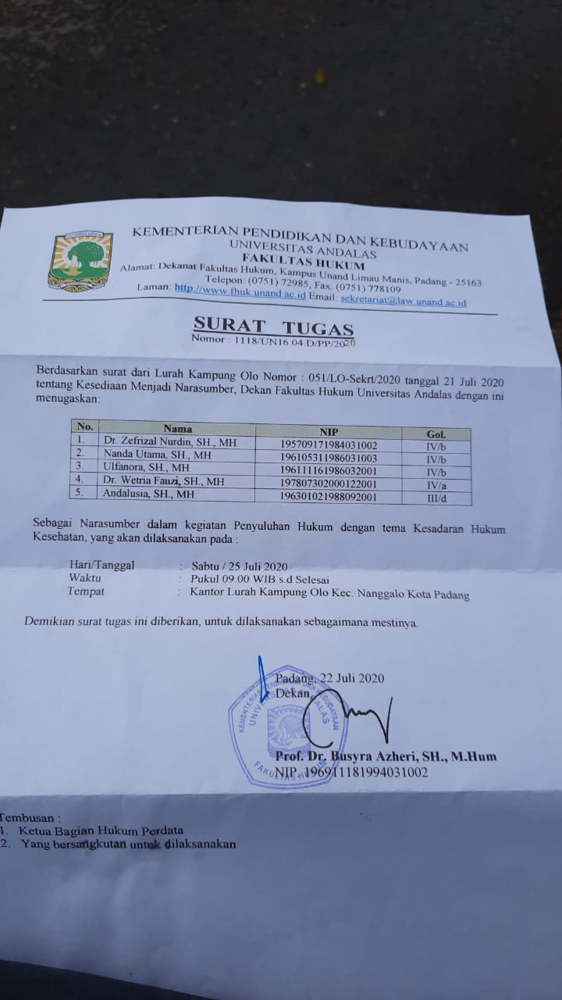 KEMENTERIAN PENDIDIKAN DAN KEBUDAYAAN
UNIVERSITAS ANDALAS
FAKULTAS HUKUM
Alamat: Dekanat Fakultas Hukum, Kampus Unand Limau Manis, Padang - 25163
Telepon: (0751) 72985, Fax. (0751) 778109
Laman: http://www.fhuk.unand.ac.id Email: sekretariat@law.unand.ac.id
SURAT TUGAS
Nomor : 1118/UN16.04.D/PP/2020
Berdasarkan surat dari Lurah Kampung Olo Nomor : 051/LO-Sekrt/2020 tanggal 21 Juli 2020
tentang Kesediaan Menjadi Narasumber, Dekan Fakultas Hukum Universitas Andalas dengan ini
menugaskan:
No. Nama NIP Gol.
1. Dr. Zefrizal Nurdin, SH., MH 195709171984031002 IV/b
2. Nanda Utama, SH., MH 196105311986031003 IV/b
3. Ulfanora, SH., MH 196111161986032001 IV/b
4. Dr. Wetria Fauzi, SH., MH 197807302000122001 IV/a
5. Andalusia, SH., MH 196301021988092001 III/d
Sebagai Narasumber dalam kegiatan Penyuluhan Hukum dengan tema Kesadaran Hukum
Kesehatan, yang akan dilaksanakan pada :
Hari/Tanggal : Sabtu / 25 Juli 2020
Waktu : Pukul 09.00 WIB s.d Selesai
Tempat : Kantor Lurah Kampung Olo Kec. Nanggalo Kota Padang
Demikian surat tugas ini diberikan, untuk dilaksanakan sebagaimana mestinya.
Padang, 22 Juli 2020
Dekan,
KEMENTERIAN PENDIDIKAN DAN KEBUDAYAAN
UNIVERSITAS ANDALAS
FAKULTAS HUKUM
Prof. Dr. Busyra Azheri, SH., M.Hum
NIP. 196911181994031002
Tembusan :
1. Ketua Bagian Hukum Perdata
2. Yang bersangkutan untuk dilaksanakan